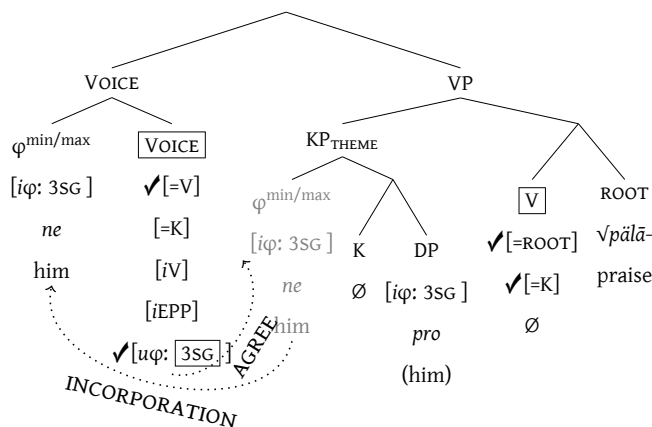 VOICE VP
φmin/max VOICE KPTHEME
[iφ: 3SG ] ✔[=V] φmin/max V ROOT
ne [=K] [iφ: 3SG ] K DP ✔[=ROOT] √pälā-
him [iV] ne Ø [iφ: 3SG ] ✔[=K] praise
[iEPP] him pro Ø
✔[uφ: 3SG ] AGREE (him)
INCORPORATION